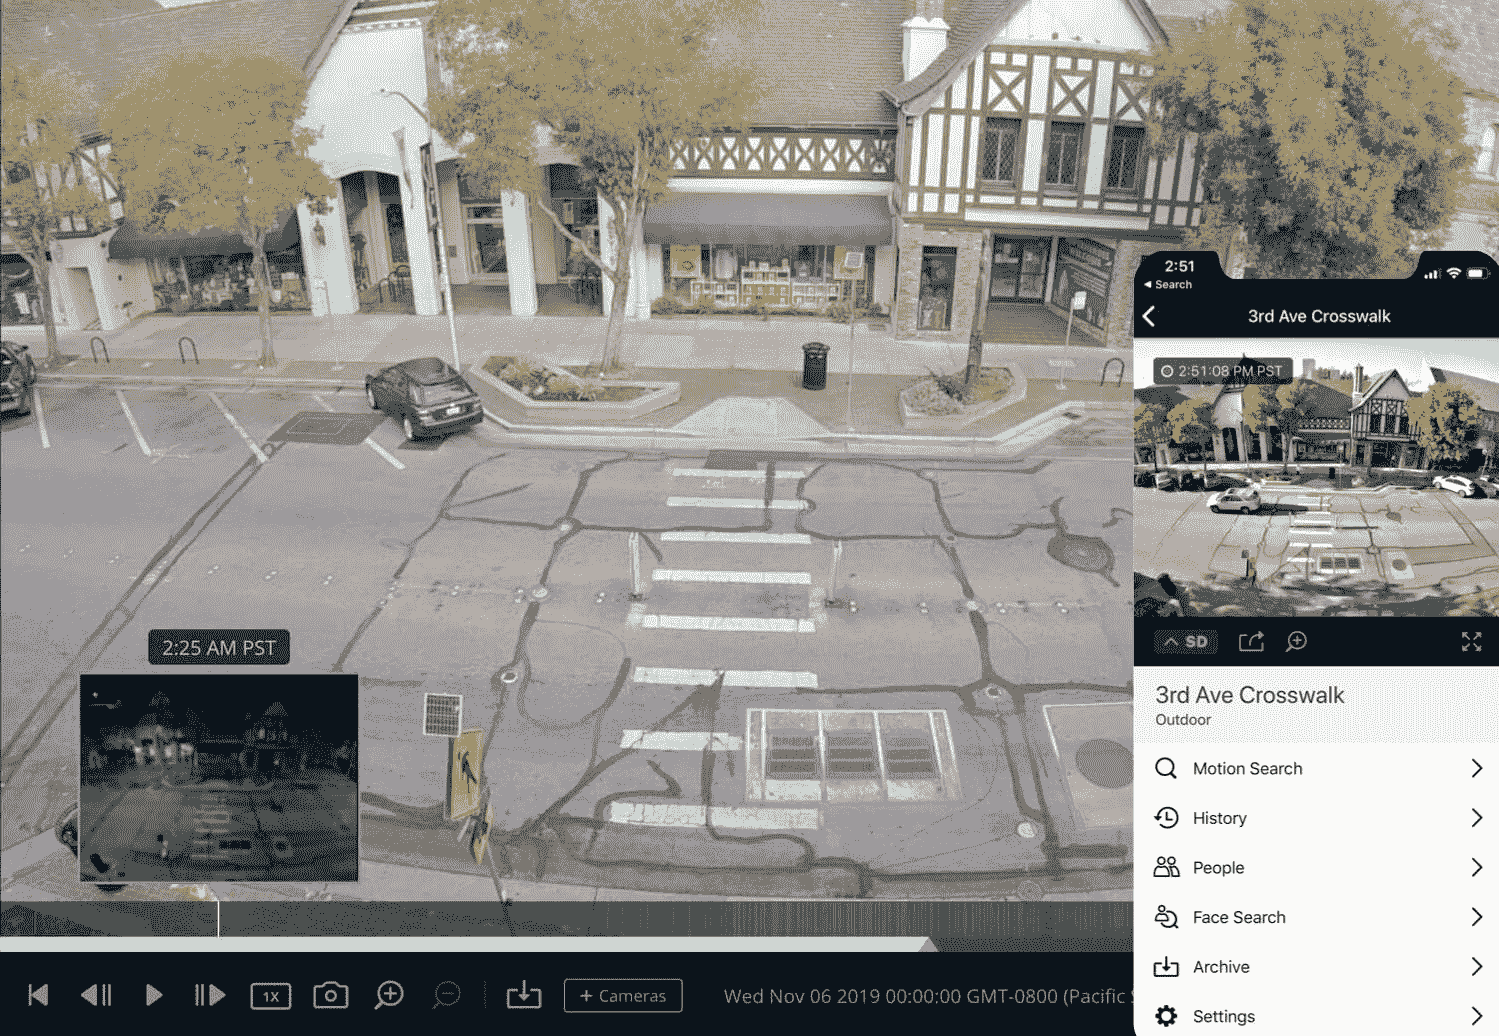 2:25 AM PST
1X
+ Cameras
Wed Nov 06 2019 00:00:00 GMT-0800 (Pacific
2:51
Search
3rd Ave Crosswalk
2:51:08 PM PST
SD
3rd Ave Crosswalk
Outdoor
Motion Search
History
People
Face Search
Archive
Settings